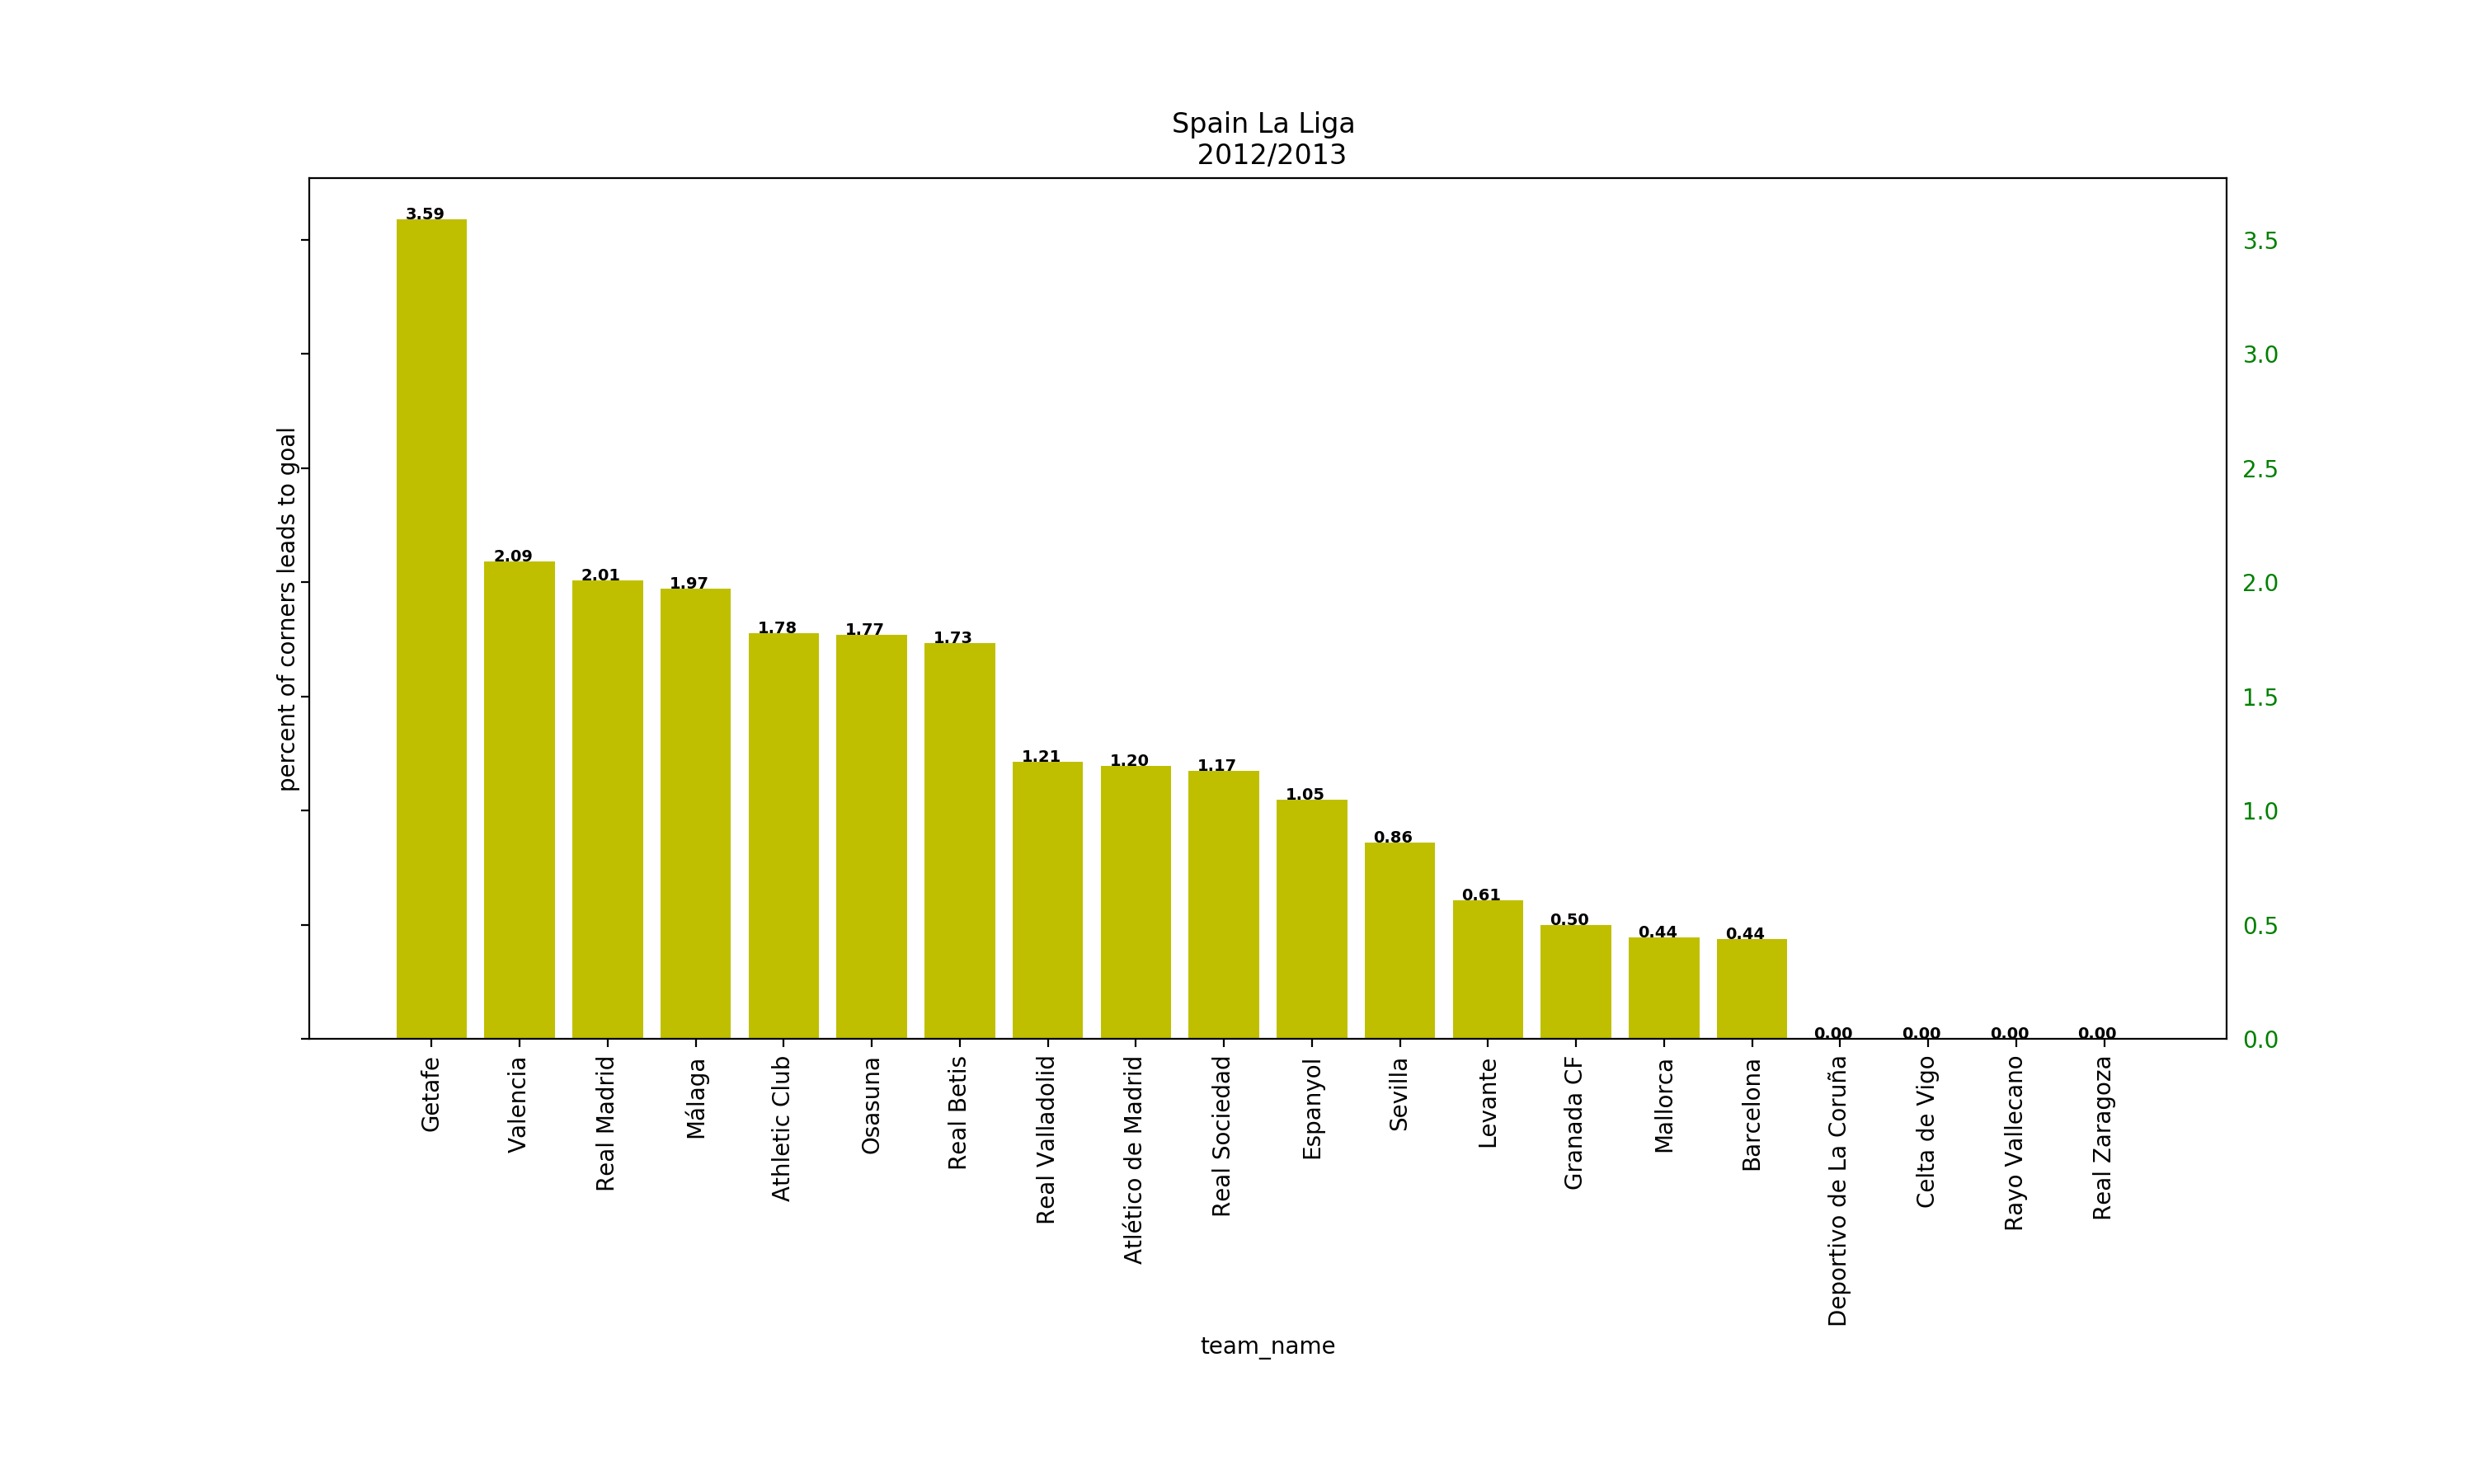 Spain La Liga
2012/2013
percent of corners leads to goal
3.59
2.09
2.01
1.97
1.78
1.77
1.73
1.21
1.20
1.17
1.05
0.86
0.61
0.50
0.44
0.44
0.00
0.00
0.00
0.00
3.5
3.0
2.5
2.0
1.5
1.0
0.5
0.0
Getafe
Valencia
Real Madrid
Málaga
Athletic Club
Osasuna
Real Betis
Real Valladolid
Atlético de Madrid
Real Sociedad
Espanyol
Sevilla
Levante
Granada CF
Mallorca
Barcelona
Deportivo de La Coruña
Celta de Vigo
Rayo Vallecano
Real Zaragoza
team_name